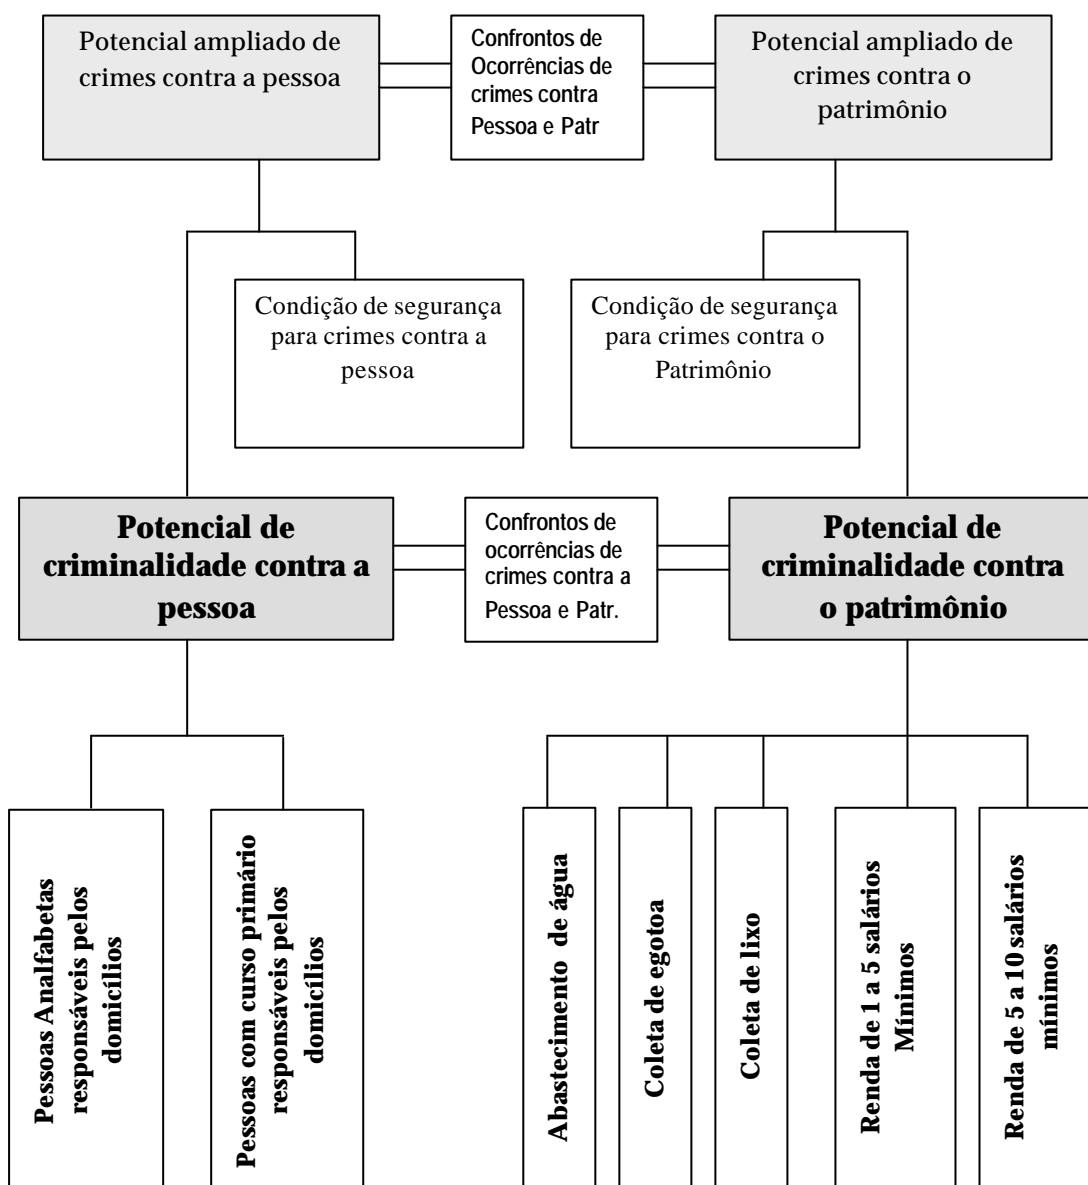 Potencial ampliado de
crimes contra a pessoa
Confrontos de
Ocorrências de
crimes contra
Pessoa e Patr
Potencial ampliado de
crimes contra o
patrimônio
Condição de segurança
para crimes contra a
pessoa
Condição de segurança
para crimes contra o
Patrimônio
Potencial de
criminalidade contra a
pessoa
Confrontos de
ocorrências de
crimes contra a
Pessoa e Patr.
Potencial de
criminalidade contra
o patrimônio
Pessoas Analfabetas
responsáveis pelos
domicílios
Pessoas com curso primário
responsáveis pelos
domicílios
Abastecimento de água
Coleta de egotoa
Coleta de lixo
Renda de 1 a 5 salários
Mínimos
Renda de 5 a 10 salários
mínimos